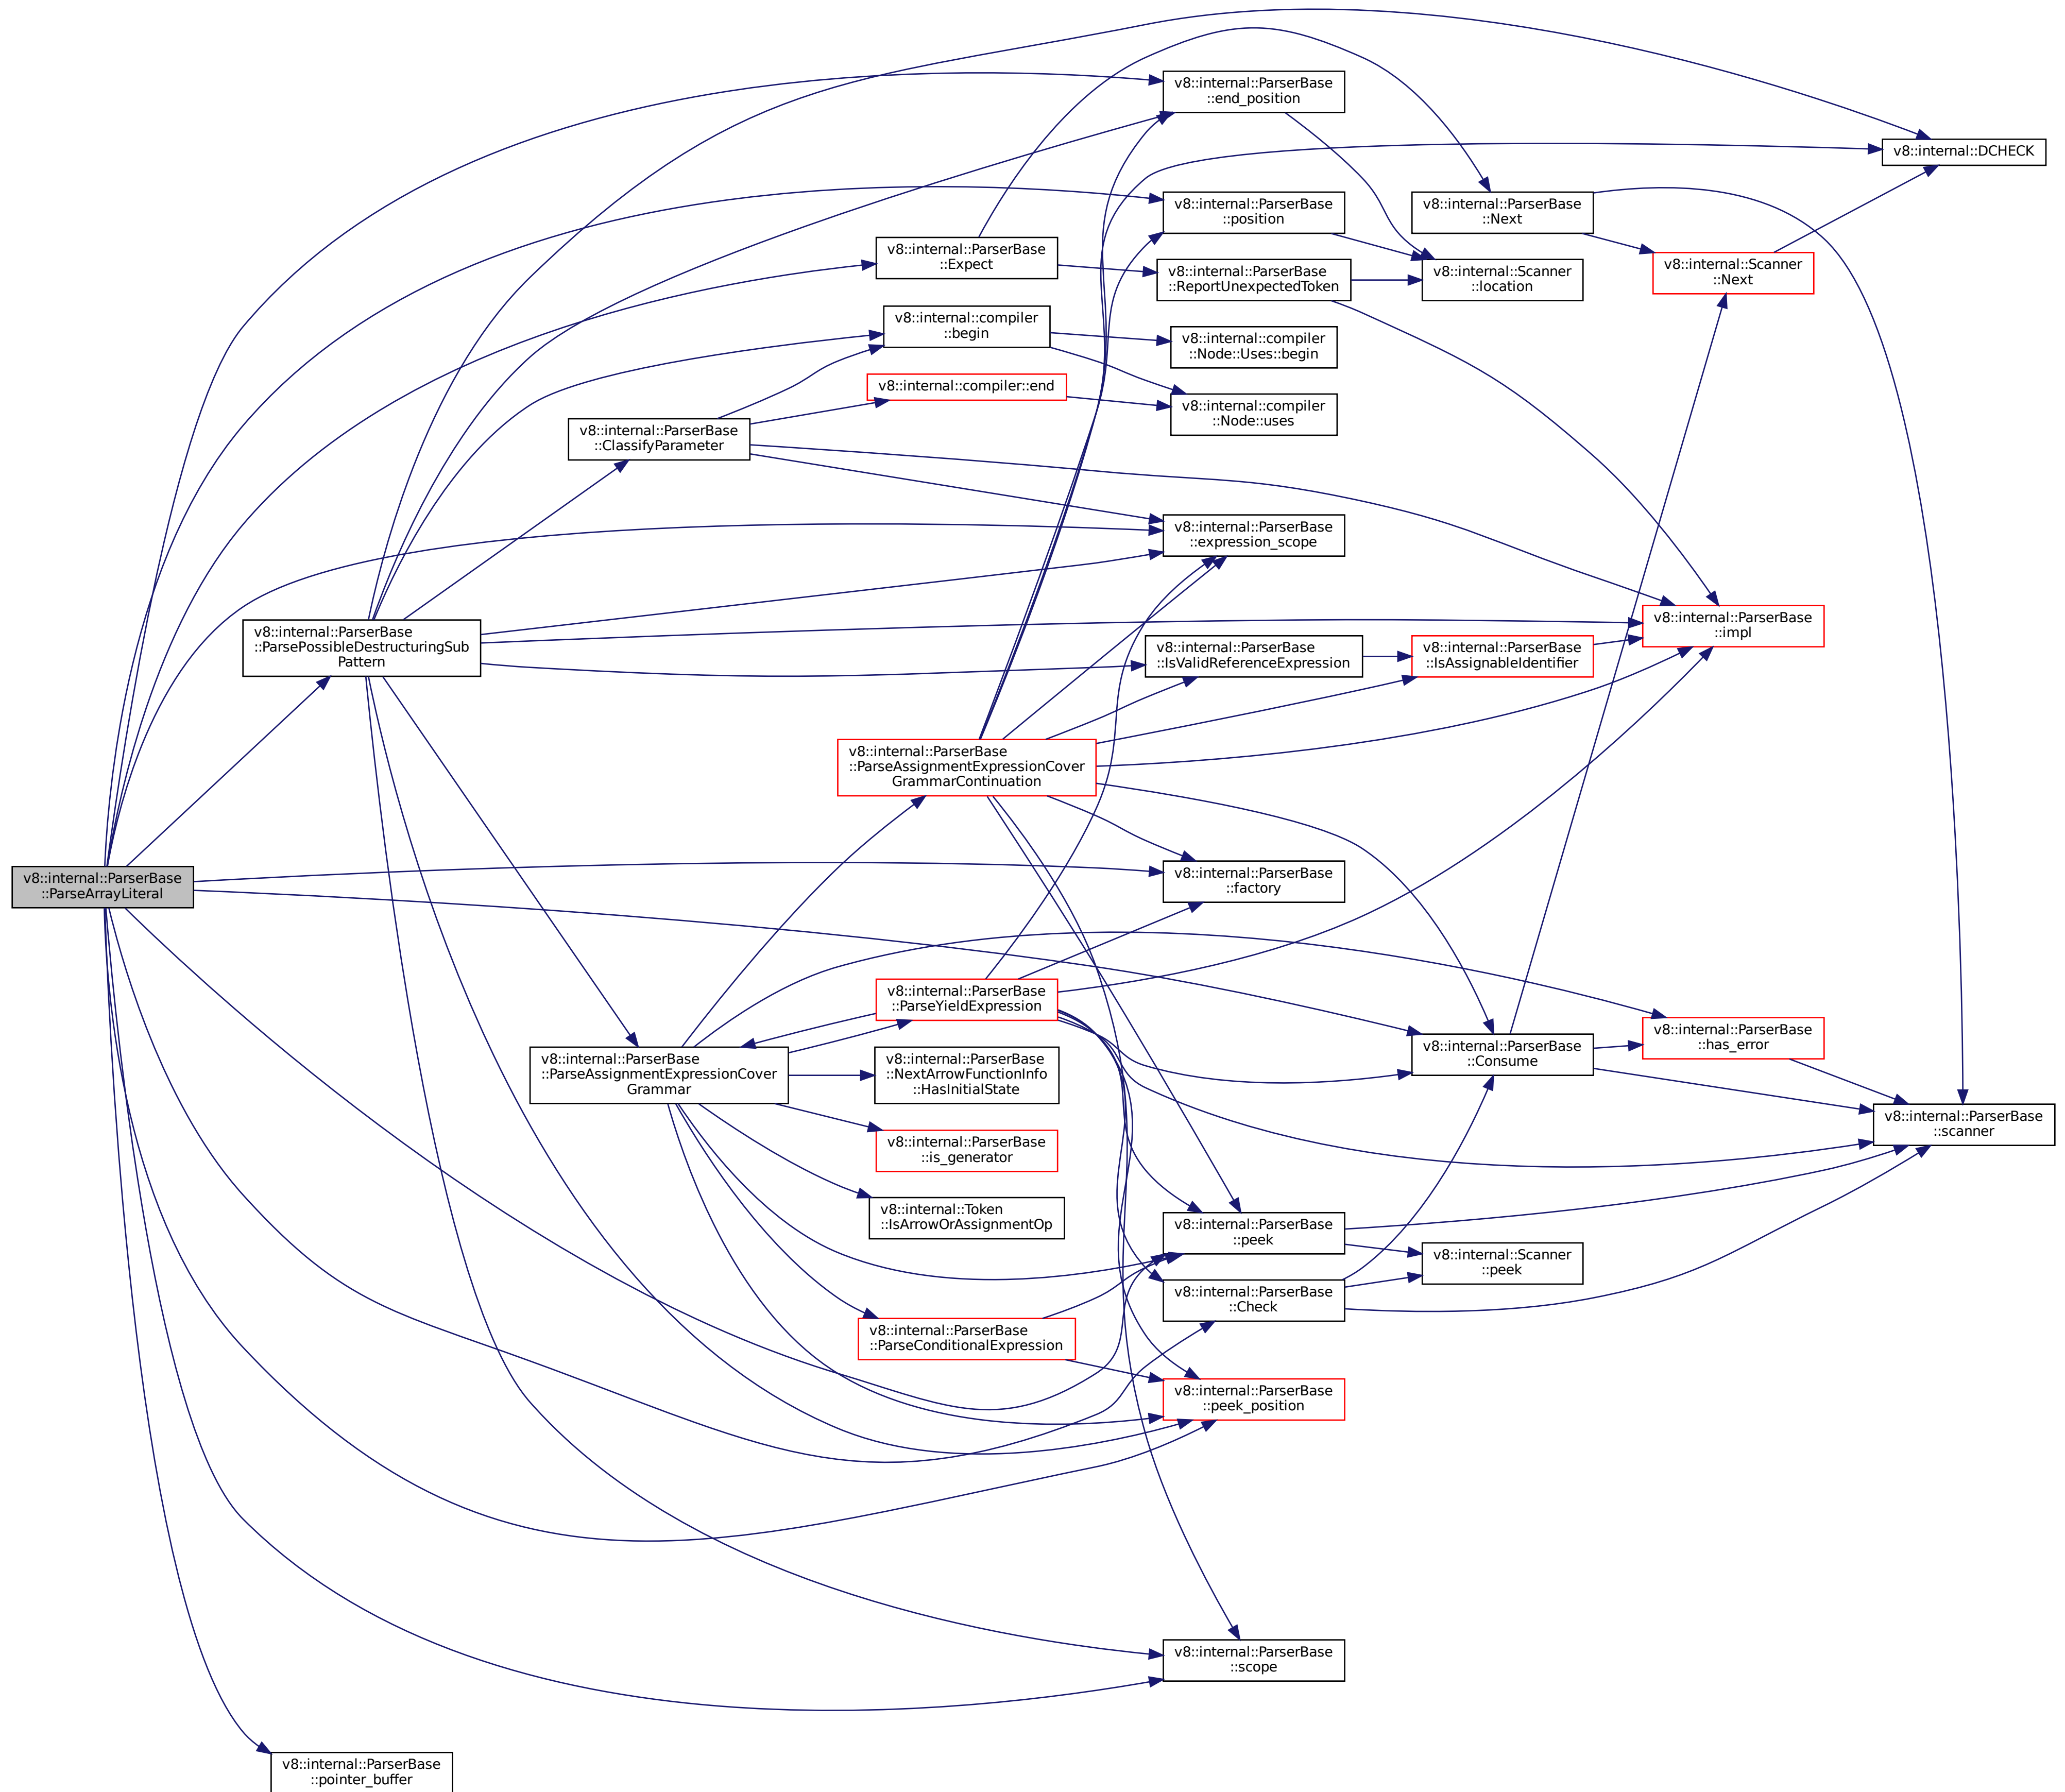 v8::internal::ParserBase
::end_position
v8::internal::DCHECK
v8::internal::ParserBase
::position
v8::internal::ParserBase
::Next
v8::internal::ParserBase
::Expect
v8::internal::ParserBase
::ReportUnexpectedToken
v8::internal::Scanner
::location
v8::internal::Scanner
::Next
v8::internal::compiler
::begin
v8::internal::compiler
::Node::Uses::begin
v8::internal::compiler::end
v8::internal::compiler
::Node::uses
v8::internal::ParserBase
::ClassifyParameter
v8::internal::ParserBase
::expression_scope
v8::internal::ParserBase
::ParsePossibleDestructuringSub
Pattern
v8::internal::ParserBase
::IsValidReferenceExpression
v8::internal::ParserBase
::IsAssignableIdentifier
v8::internal::ParserBase
::impl
v8::internal::ParserBase
::ParseAssignmentExpressionCover
GrammarContinuation
v8::internal::ParserBase
::ParseArrayLiteral
v8::internal::ParserBase
::factory
v8::internal::ParserBase
::ParseYieldExpression
v8::internal::ParserBase
::Consume
v8::internal::ParserBase
::has_error
v8::internal::ParserBase
::ParseAssignmentExpressionCover
Grammar
v8::internal::ParserBase
::NextArrowFunctionInfo
::HasInitialState
v8::internal::ParserBase
::scanner
v8::internal::ParserBase
::is_generator
v8::internal::Token
::IsArrowOrAssignmentOp
v8::internal::ParserBase
::peek
v8::internal::Scanner
::peek
v8::internal::ParserBase
::Check
v8::internal::ParserBase
::ParseConditionalExpression
v8::internal::ParserBase
::peek_position
v8::internal::ParserBase
::scope
v8::internal::ParserBase
::pointer_buffer